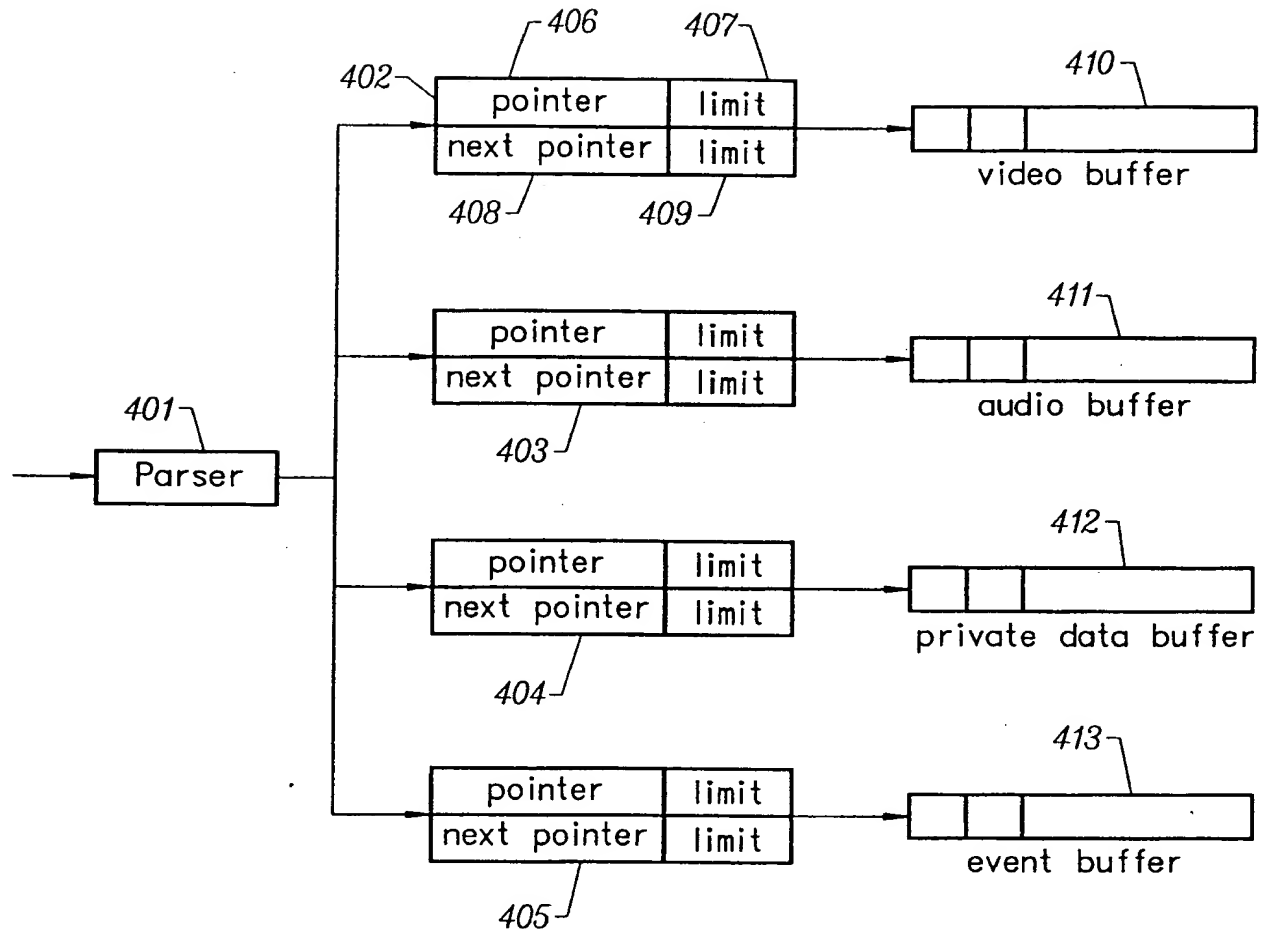 406
407
402
pointer
limit
410
next pointer
limit
video buffer
408
409
pointer
limit
411
next pointer
limit
audio buffer
401
403
Parser
pointer
limit
412
next pointer
limit
private data buffer
404
pointer
limit
413
next pointer
limit
event buffer
405